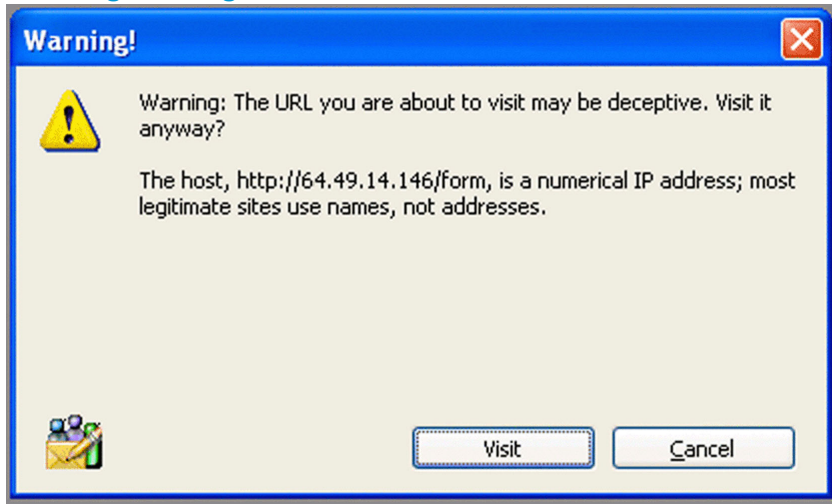 Warning!
Warning: The URL you are about to visit may be deceptive. Visit it
anyway?
The host, http://64.49.14.146/form, is a numerical IP address; most
legitimate sites use names, not addresses.
Visit
Cancel